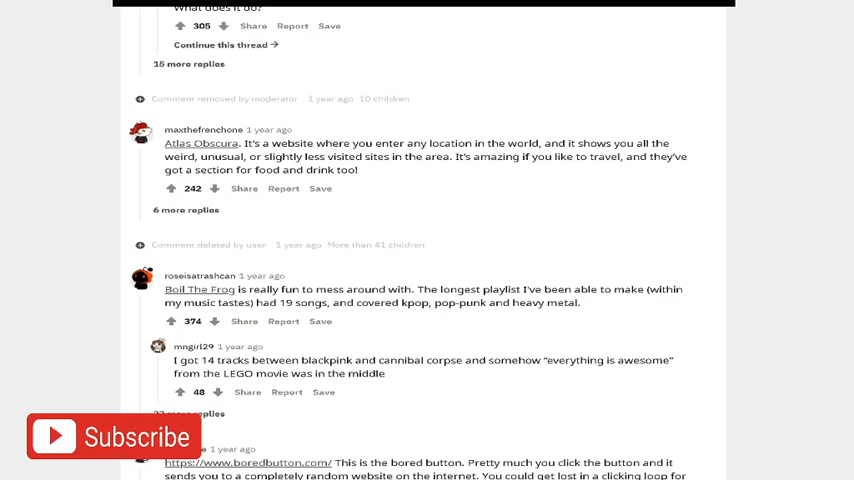 What does it do?
305 Share Report Save
Continue this thread →
15 more replies
Comment removed by moderator 1 year ago 10 children
maxthefrenchone 1 year ago
Atlas Obscura. It's a website where you enter any location in the world, and it shows you all the
weird, unusual, or slightly less visited sites in the area. It's amazing if you like to travel, and they've
got a section for food and drink too!
242 Share Report Save
6 more replies
Comment deleted by user 1 year ago More than 41 children
roseisatrashcan 1 year ago
Boil The Frog is really fun to mess around with. The longest playlist I've been able to make (within
my music tastes) had 19 songs, and covered kpop, pop-punk and heavy metal.
374 Share Report Save
mngirl29 1 year ago
I got 14 tracks between blackpink and cannibal corpse and somehow "everything is awesome"
from the LEGO movie was in the middle
48 Share Report Save
more replies
Subscribe
1 year ago
https://www.boredbutton.com/ This is the bored button. Pretty much you click the button and it
sends you to a completely random website on the internet. You could get lost in a clicking loop for